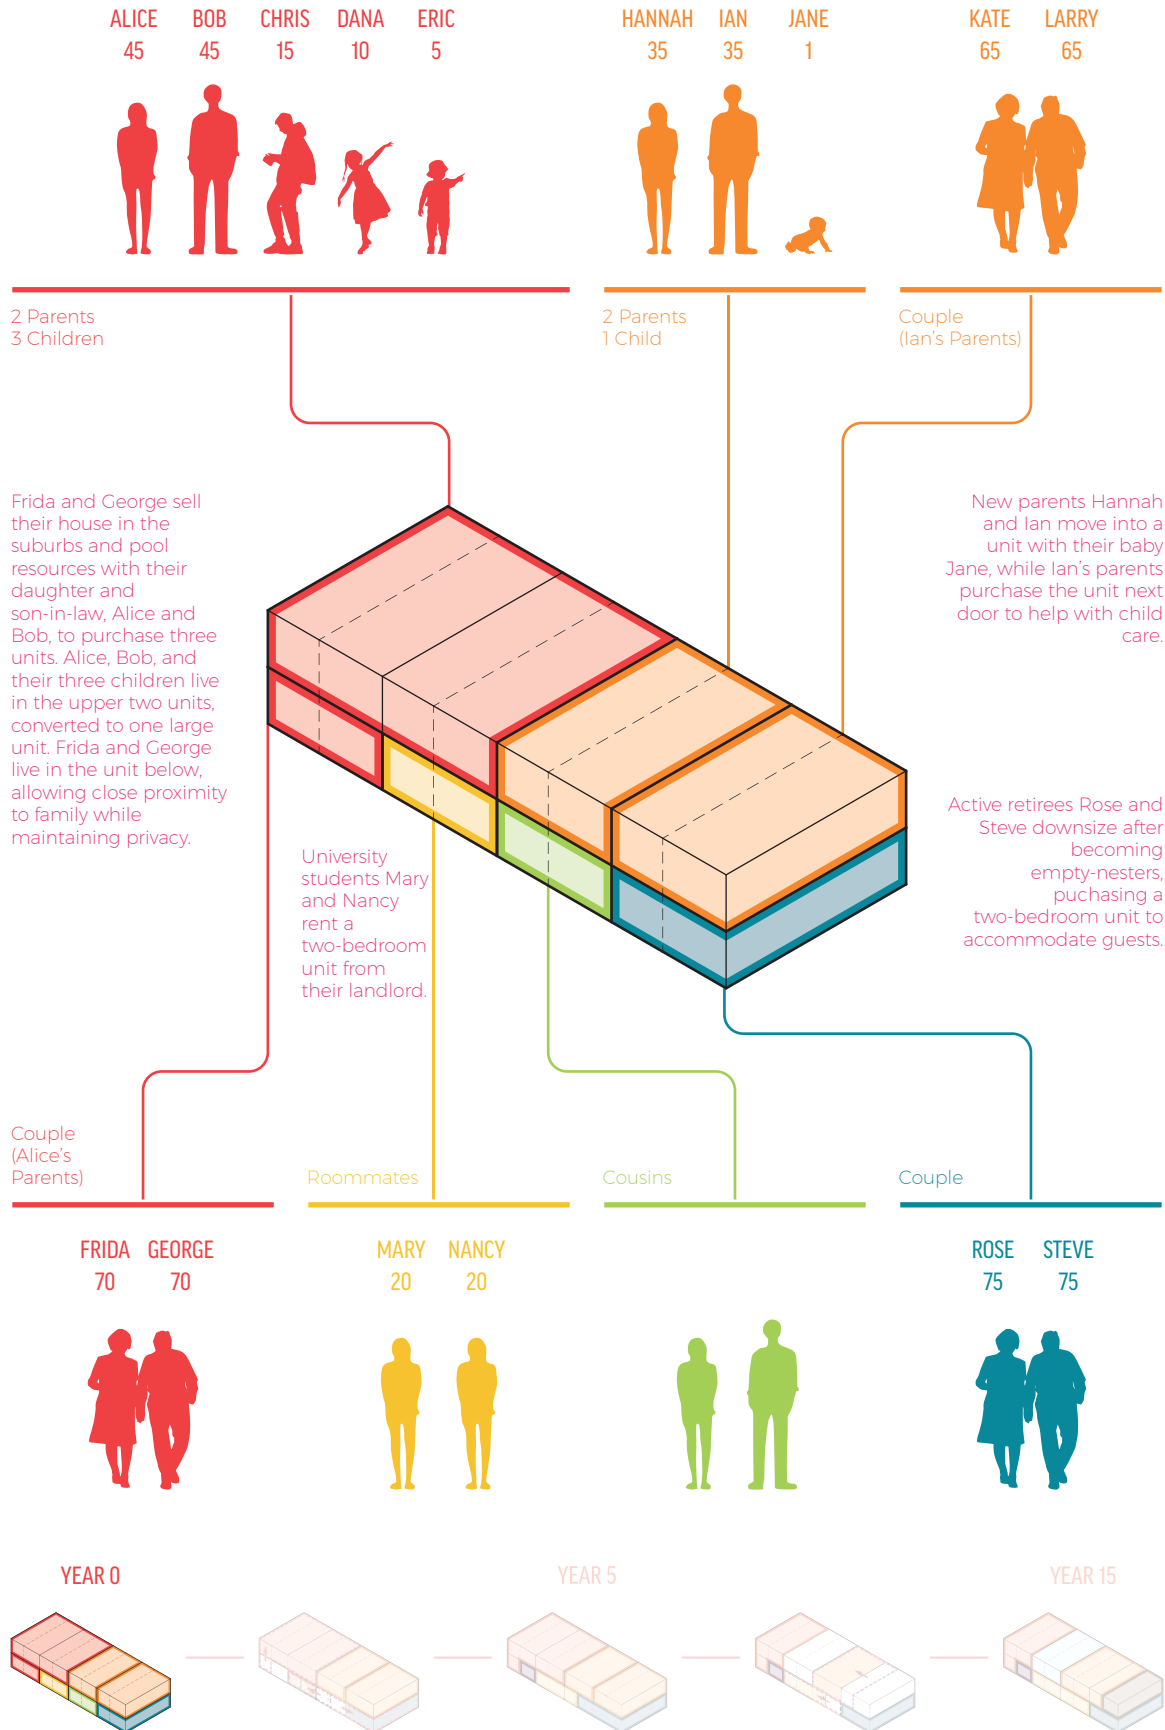 ALICE BOB CHRIS DANA ERIC
45 45 15 10 5
HANNAH IAN JANE
35 35 1
KATE LARRY
65 65
2 Parents
3 Children
2 Parents
1 Child
Couple
(Ian's Parents)
Frida and George sell
their house in the
suburbs and pool
resources with their
daughter and
son-in-law, Alice and
Bob, to purchase three
units. Alice, Bob, and
their three children live
in the upper two units,
converted to one large
unit. Frida and George
live in the unit below,
allowing close proximity
to family while
maintaining privacy.
New parents Hannah
and Ian move into a
unit with their baby
Jane, while Ian's parents
purchase the unit next
door to help with child
care.
Active retirees Rose and
Steve downsize after
becoming
empty-nesters,
puchasing a
two-bedroom unit to
accommodate guests.
University
students Mary
and Nancy
rent a
two-bedroom
unit from
their landlord.
Couple
(Alice's
Parents)
Roommates
Cousins
Couple
FRIDA GEORGE
70 70
MARY NANCY
20 20
ROSE STEVE
75 75
YEAR 0
YEAR 5
YEAR 15